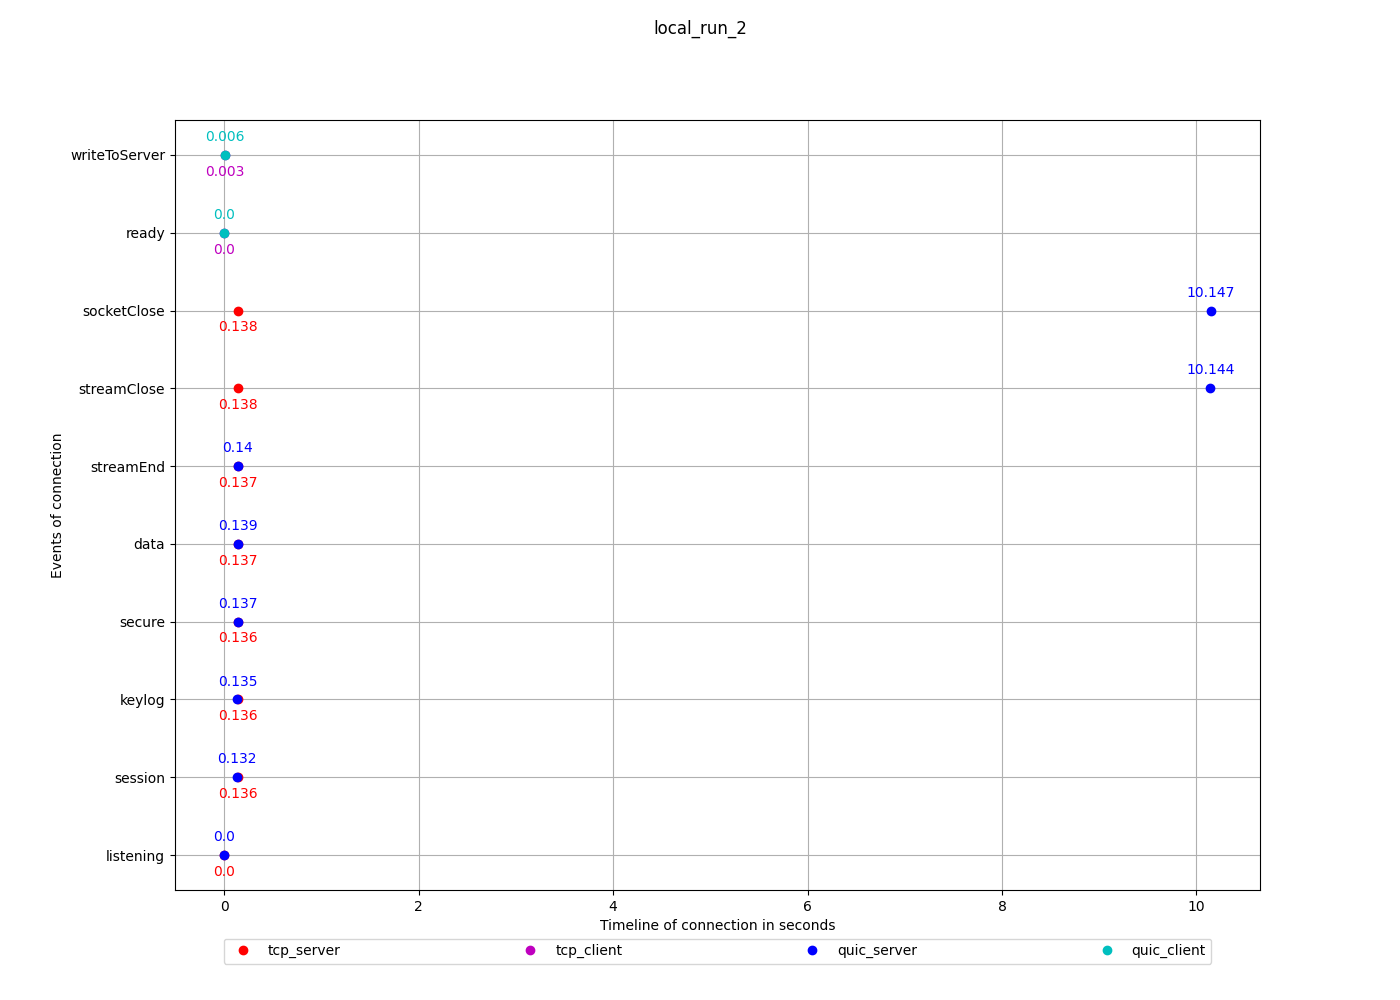 local_run_2
0.006
writeToServer
0.003
0.0
ready
0.0
10.147
socketClose
0.138
10.144
streamClose
0.138
0.14
streamEnd
0.137
0.139
data
0.137
0.137
secure
0.136
0.135
keylog
0.136
0.132
session
0.136
0.0
listening
0.0
Events of connection
0 2 4 6 8 10
Timeline of connection in seconds
tcp_server tcp_client quic_server quic_client